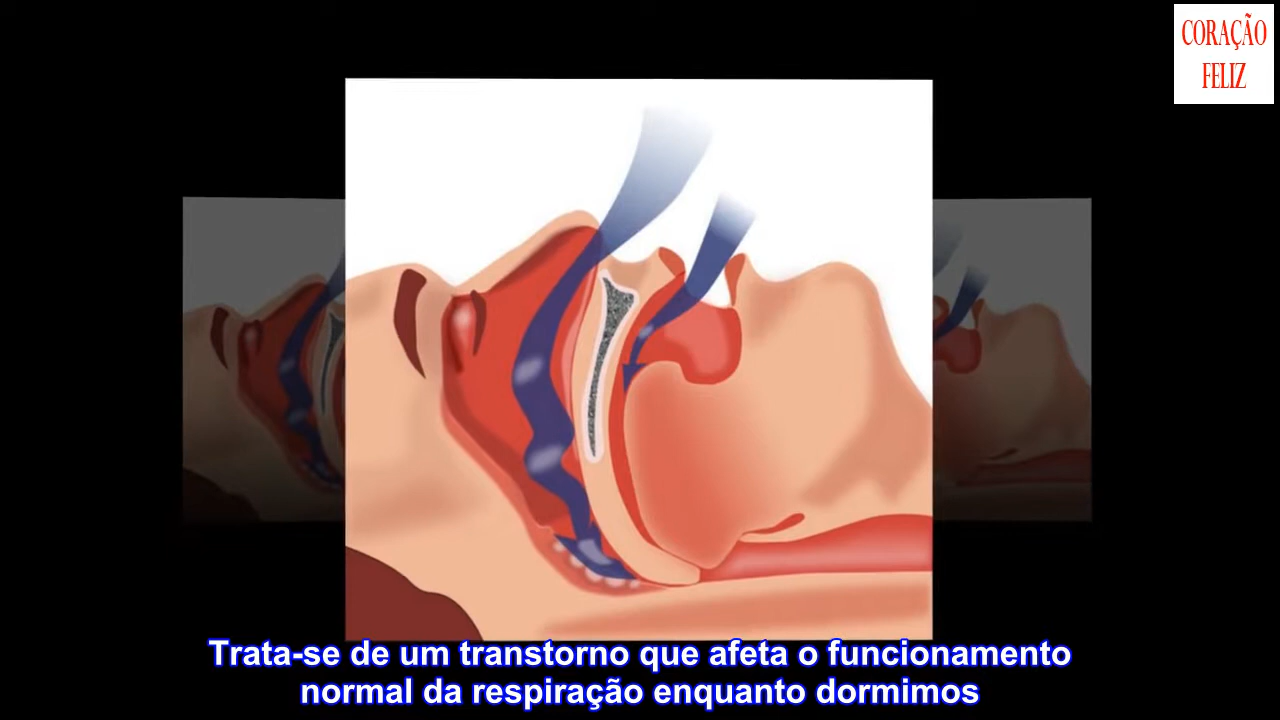 CORAÇÃO
FELIZ
Trata-se de um transtorno que afeta o funcionamento
normal da respiração enquanto dormimos